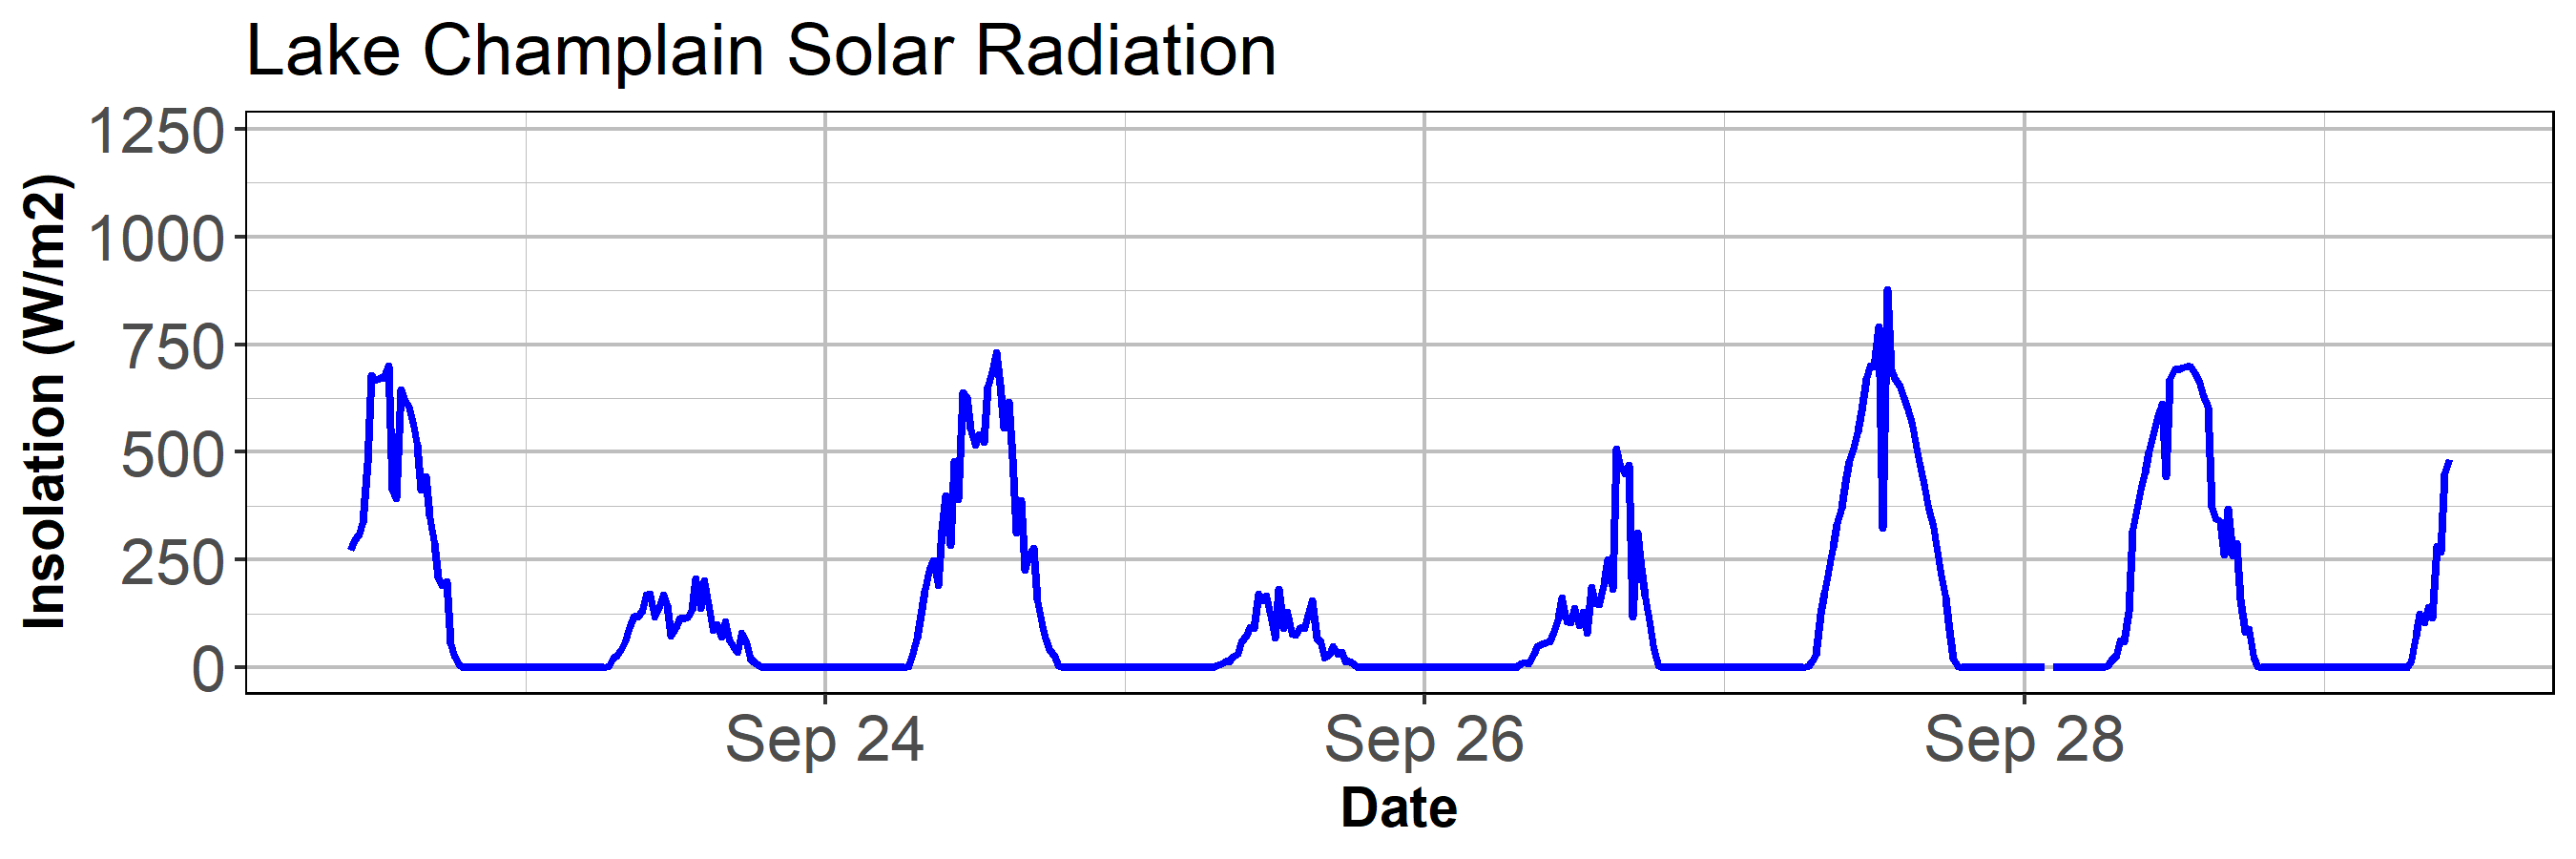 Lake Champlain Solar Radiation
Insolation (W/m2)
1250
1000
750
500
250
0
Sep 24
Sep 26
Sep 28
Date